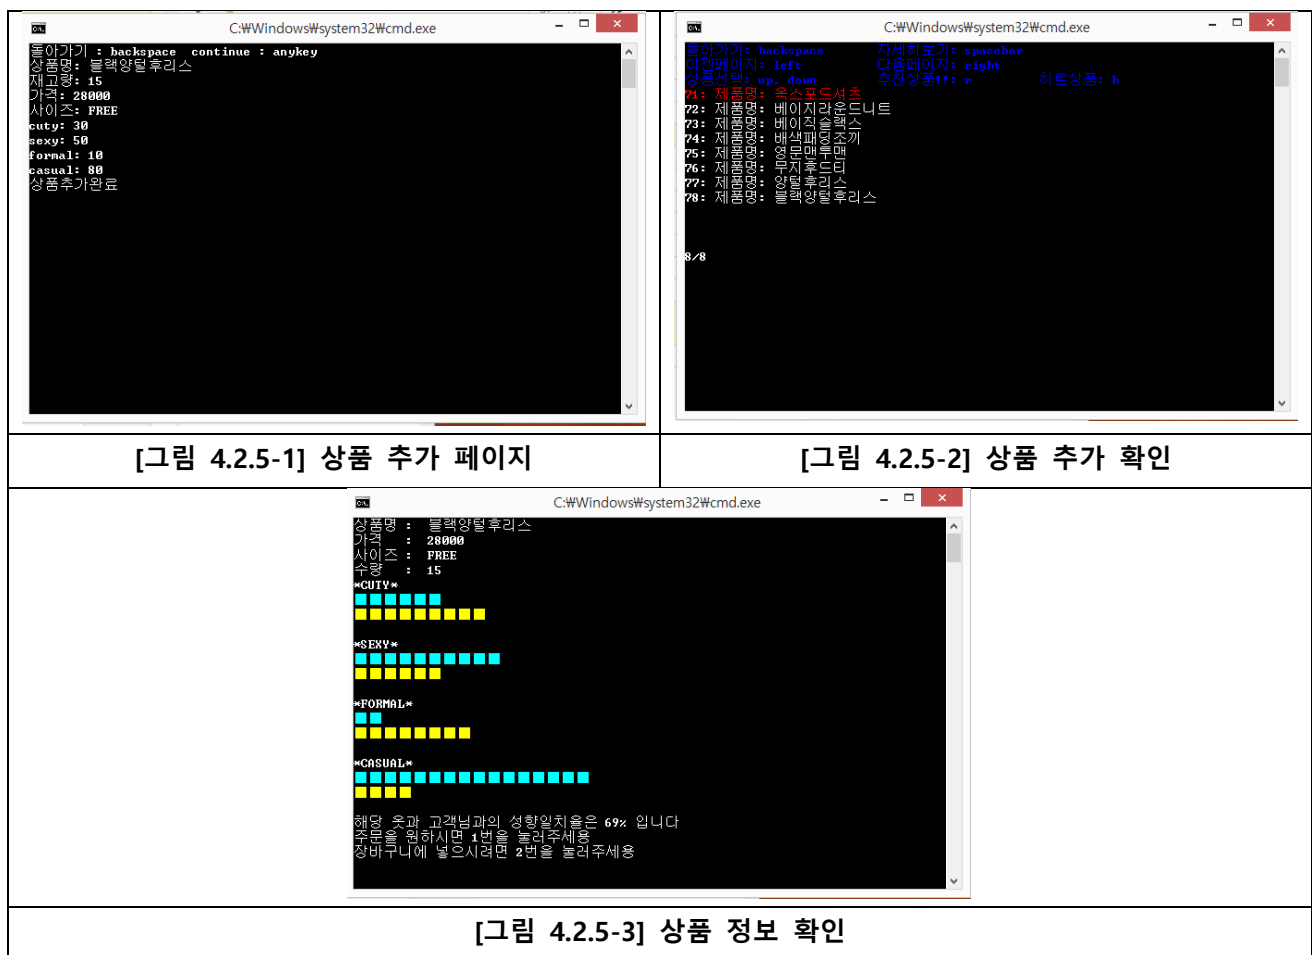 C:₩Windows₩system32₩cmd.exe
돌아가기 : backspace continue : anykey
상품명: 블랙양털후리스
재고량: 15
가격: 28000
사이즈: FREE
cuty: 30
sexy: 50
formal: 10
casual: 80
상품추가완료
[그림 4.2.5-1] 상품 추가 페이지
C:₩Windows₩system32₩cmd.exe
돌아가기: backspace 자세히보기: spacebar
이전페이지: left 다음페이지: right
상품선택: up, down 추천상품!!: r 히트상품: h
71: 제품명: 옥스포드셔츠
72: 제품명: 베이지라운드니트
73: 제품명: 베이직슬랙스
74: 제품명: 배색패딩조끼
75: 제품명: 영문맨투맨
76: 제품명: 무지후드티
77: 제품명: 양털후리스
78: 제품명: 블랙양털후리스
8/8
[그림 4.2.5-2] 상품 추가 확인
C:₩Windows₩system32₩cmd.exe
상품명 : 블랙양털후리스
가격 : 28000
사이즈 : FREE
수량 : 15
*CUTY*
*SEXY*
*FORMAL*
*CASUAL*
해당 옷과 고객님과의 성향일치율은 69% 입니다
주문을 원하시면 1번을 눌러주세용
장바구니에 넣으시려면 2번을 눌러주세용
[그림 4.2.5-3] 상품 정보 확인